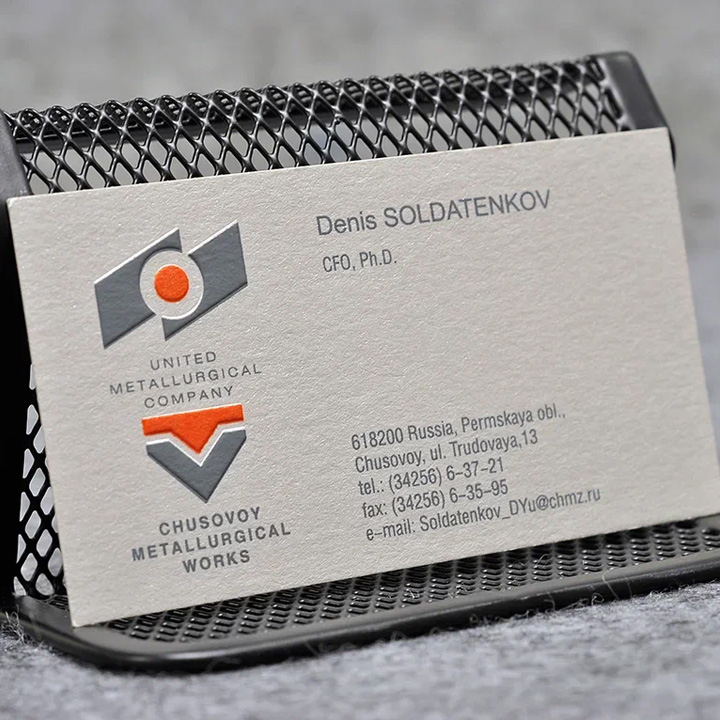 Denis SOLDATENKOV
CFO, Ph.D.
UNITED
METALLURGICAL
COMPANY
CHUSOVOY
METALLURGICAL
WORKS
618200 Russia, Permskaya obl.,
Chusovoy, ul. Trudovaya,13
tel.: (34256) 6-37-21
fax: (34256) 6-35-95
e-mail: Soldatenkov_DYu@chmz.ru